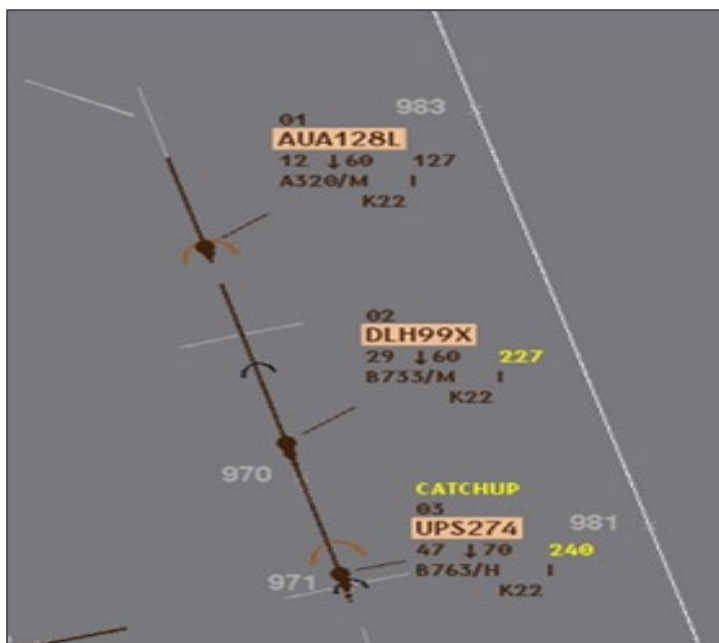 983
01
AUA128L
12 ↓60 127
A320/M I
K22
02
DLH99X
29 ↓60 227
B733/M I
K22
970
CATCHUP
03
UPS274
981
47 ↓70 240
B763/H I
971
K22